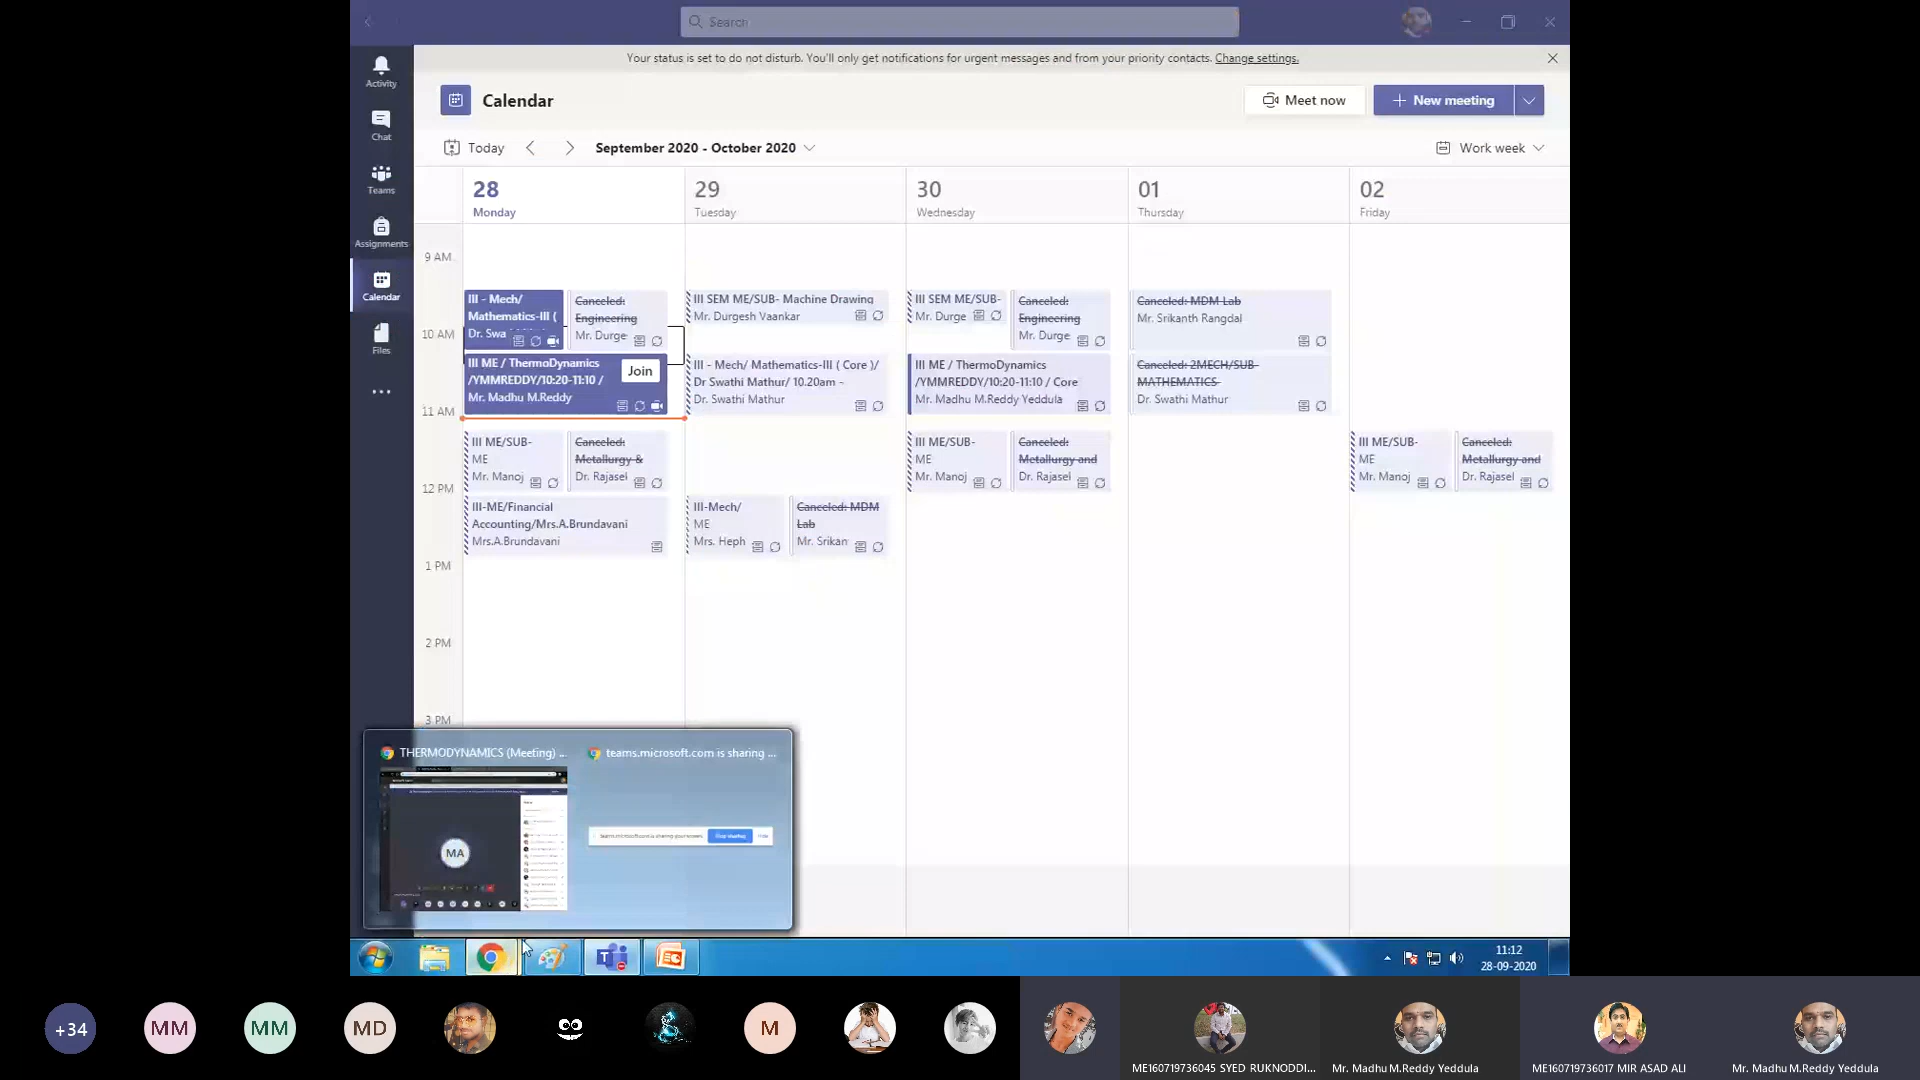 Search
Activity
Chat
Teams
Assignments
Calendar
Files
Your status is set to do not disturb. You'll only get notifications for urgent messages and from your priority contacts. Change settings.
Calendar
Meet now
New meeting
Today
September 2020 - October 2020
Work week
28
Monday
29
Tuesday
30
Wednesday
01
Thursday
02
Friday
9 AM
10 AM
11 AM
12 PM
1 PM
2 PM
3 PM
III - Mech/
Mathematics-III (
Dr. Swa
Canceled:
Engineering
Mr. Durge
III ME / ThermoDynamics
/YMMREDDY/10:20-11:10 /
Mr. Madhu M.Reddy
Join
III ME/SUB-
ME
Mr. Manoj
Canceled:
Metallurgy &
Dr. Rajasel
III-ME/Financial
Accounting/Mrs.A.Brundavani
Mrs.A.Brundavani
III SEM ME/SUB- Machine Drawing
Mr. Durgesh Vaankar
III - Mech/ Mathematics-III ( Core )/
Dr Swathi Mathur/ 10.20am -
Dr. Swathi Mathur
III-Mech/
ME
Mrs. Heph
Canceled: MDM
Lab
Mr. Srikan
III SEM ME/SUB-
Mr. Durge
Canceled:
Engineering
Mr. Durge
III ME / ThermoDynamics
/YMMREDDY/10:20-11:10 / Core
Mr. Madhu M.Reddy Yeddula
III ME/SUB-
ME
Mr. Manoj
Canceled:
Metallurgy and
Dr. Rajasel
Canceled: MDM Lab
Mr. Srikanth Rangdal
Canceled: 2MECH/SUB-
MATHEMATICS-
Dr. Swathi Mathur
III ME/SUB-
ME
Mr. Manoj
Canceled:
Metallurgy and
Dr. Rajasel
THERMODYNAMICS (Meeting) ...
teams.microsoft.com is sharing ...
teams.microsoft.com is sharing your screen.
Stop sharing
Hide
MA
11:12
28-09-2020
+34
MM
MM
MD
M
ME160719736045 SYED RUKNODDI...
Mr. Madhu M.Reddy Yeddula
ME160719736017 MIR ASAD ALI
Mr. Madhu M.Reddy Yeddula